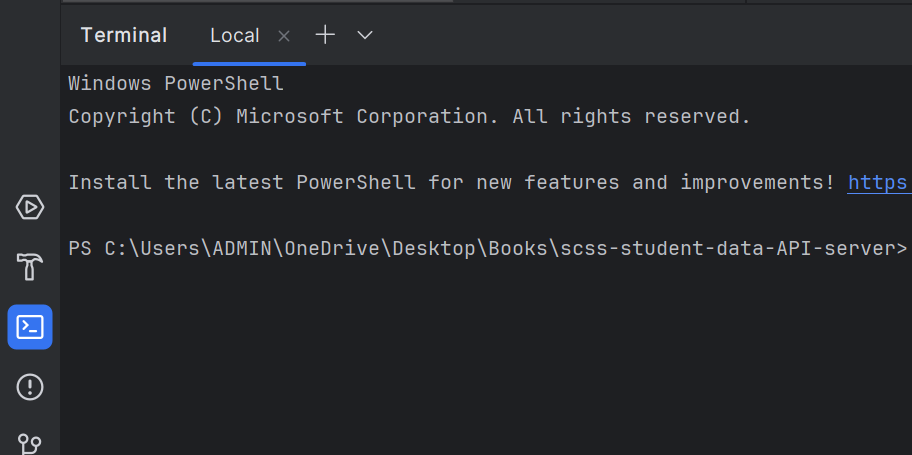 Terminal Local
Windows PowerShell
Copyright (C) Microsoft Corporation. All rights reserved.
Install the latest PowerShell for new features and improvements! https
PS C:\Users\ADMIN\OneDrive\Desktop\Books\scss-student-data-API-server>